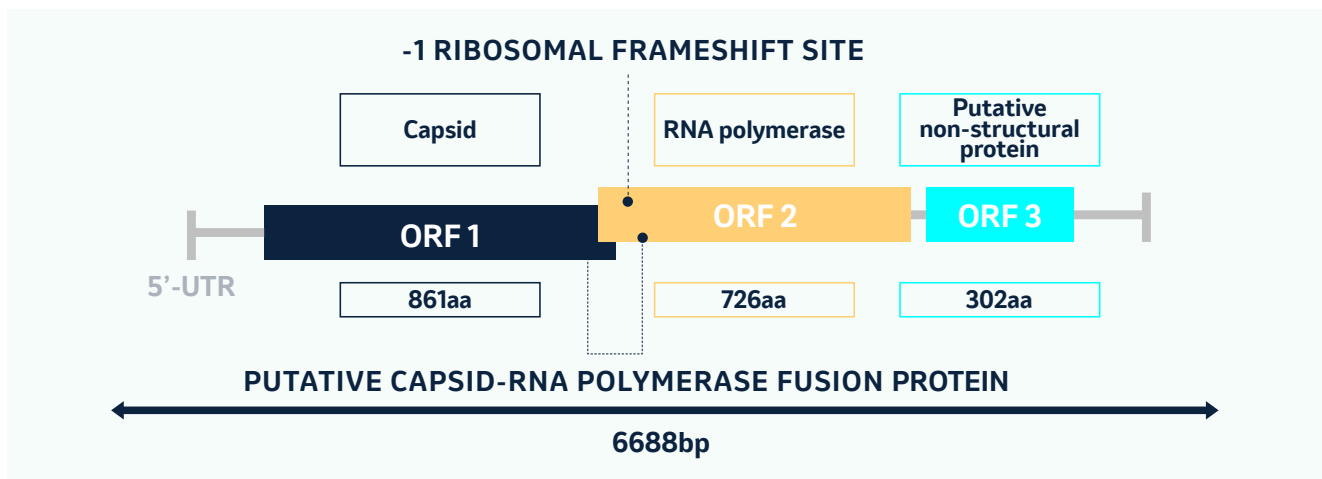 -1 RIBOSOMAL FRAMESHIFT SITE
Capsid
RNA polymerase
Putative
non-structural
protein
ORF 1
ORF 2
ORF 3
5’-UTR
861aa
726aa
302aa
PUTATIVE CAPSID-RNA POLYMERASE FUSION PROTEIN
6688bp